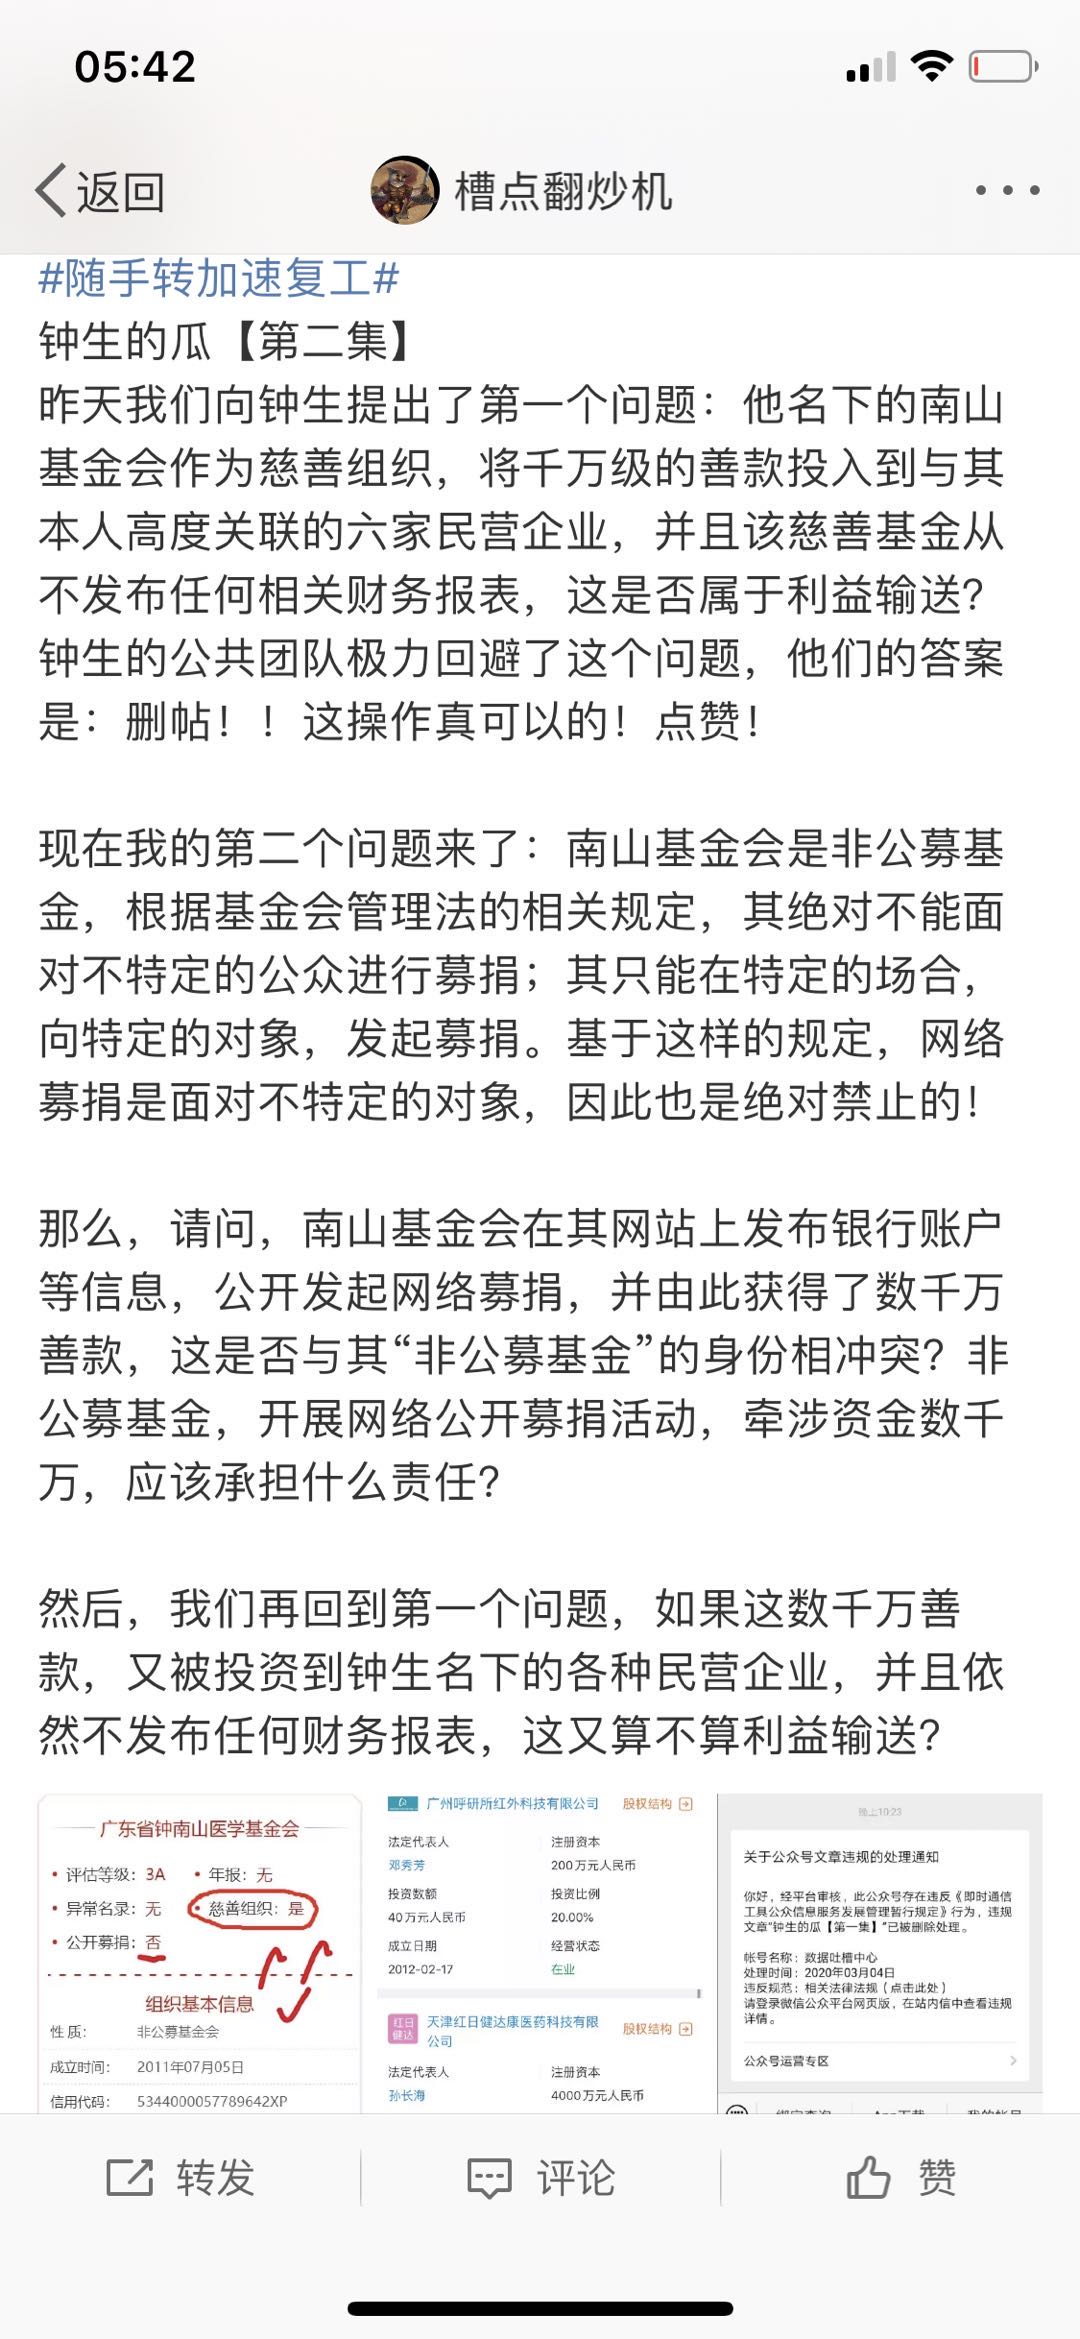 05:42
返回
槽点翻炒机
#随手转加速复工#
钟生的瓜【第二集】
昨天我们向钟生提出了第一个问题：他名下的南山
基金会作为慈善组织，将千万级的善款投入到与其
本人高度关联的六家民营企业，并且该慈善基金从
不发布任何相关财务报表，这是否属于利益输送？
钟生的公共团队极力回避了这个问题，他们的答案
是：删帖！！这操作真可以的！点赞！
现在我的第二个问题来了：南山基金会是非公募基
金，根据基金会管理法的相关规定，其绝对不能面
对不特定的公众进行募捐；其只能在特定的场合，
向特定的对象，发起募捐。基于这样的规定，网络
募捐是面对不特定的对象，因此也是绝对禁止的！
那么，请问，南山基金会在其网站上发布银行账户
等信息，公开发起网络募捐，并由此获得了数千万
善款，这是否与其“非公募基金”的身份相冲突？非
公募基金，开展网络公开募捐活动，牵涉资金数千
万，应该承担什么责任？
然后，我们再回到第一个问题，如果这数千万善
款，又被投资到钟生名下的各种民营企业，并且依
然不发布任何财务报表，这又算不算利益输送？
广东省钟南山医学基金会
• 评估等级：3A • 年报：无
• 异常名录：无 • 慈善组织：是
• 公开募捐：否
组织基本信息
性 质： 非公募基金会
成立时间： 2011年07月05日
信用代码： 5344000057789642XP
广州呼研所红外科技有限公司 股权结构
法定代表人 注册资本
邓秀芳 200万元人民币
投资数额 投资比例
40万元人民币 20.00%
成立日期 经营状态
2012-02-17 在业
红日
健达
天津红日健达康医药科技有限
公司
股权结构
法定代表人 注册资本
孙长海 4000万元人民币
晚上10:23
关于公众号文章违规的处理通知
你好，经平台审核，此公众号存在违反《即时通信
工具公众信息服务发展管理暂行规定》行为，违规
文章“钟生的瓜【第一集】”已被删除处理。
帐号名称：数据吐槽中心
处理时间：2020年03月04日
违反规范：相关法律法规（点击此处）
请登录微信公众平台网页版，在站内信中查看违规
详情。
公众号运营专区
转发
评论
赞